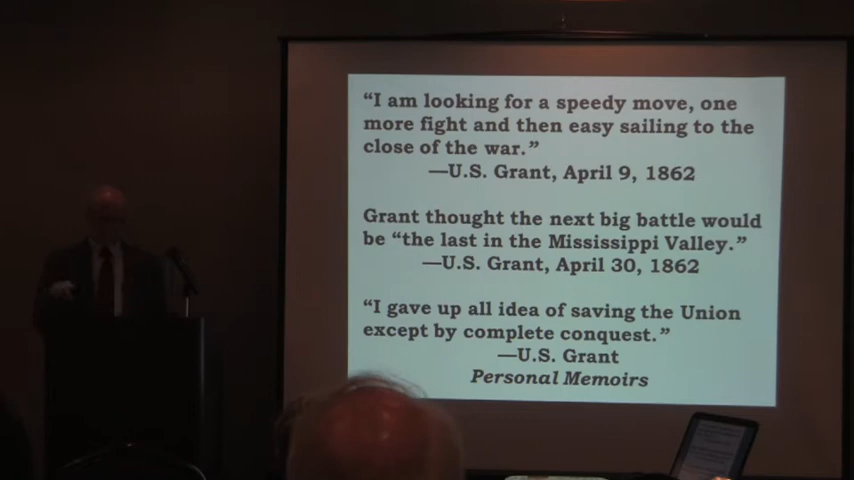 “I am looking for a speedy move, one
more fight and then easy sailing to the
close of the war.”
—U.S. Grant, April 9, 1862
Grant thought the next big battle would
be “the last in the Mississippi Valley.”
—U.S. Grant, April 30, 1862
“I gave up all idea of saving the Union
except by complete conquest.”
—U.S. Grant
Personal Memoirs